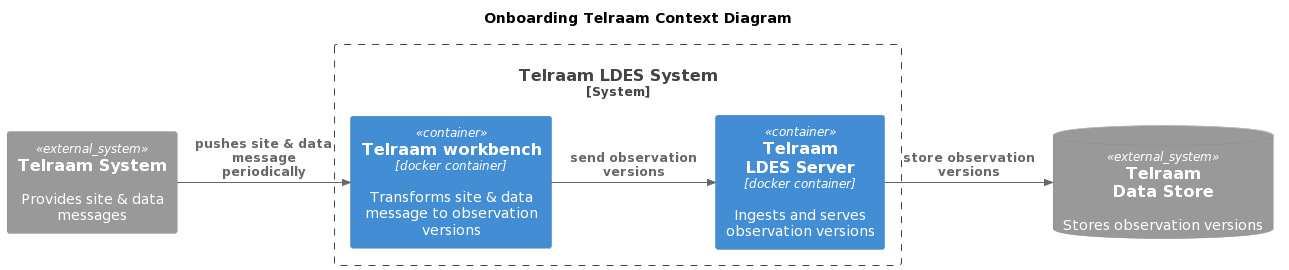 Onboarding Telraam Context Diagram
Telraam LDES System
[System]
«external_system»
Telraam System
Provides site & data
messages
pushes site & data
message
periodically
«container»
Telraam workbench
[docker container]
Transforms site & data
message to observation
versions
send observation
versions
«container»
Telraam
LDES Server
[docker container]
Ingests and serves
observation versions
store observation
versions
«external_system»
Telraam
Data Store
Stores observation versions